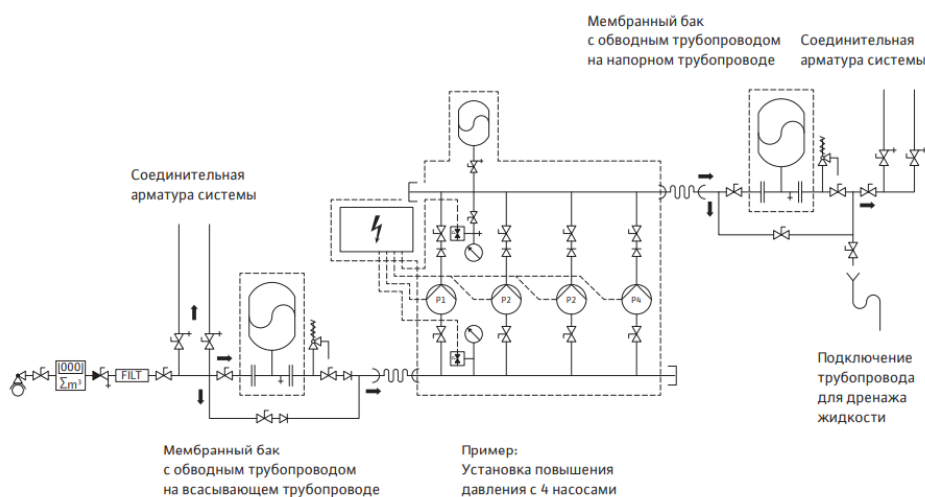 Мембранный бак
с обводным трубопроводом
на напорном трубопроводе
Соединительная
арматура системы
Соединительная
арматура системы
P1
P2
P2
P4
|000|
Σm³
FILT
Подключение
трубопровода
для дренажа
жидкости
Мембранный бак
с обводным трубопроводом
на всасывающем трубопроводе
Пример:
Установка повышения
давления с 4 насосами